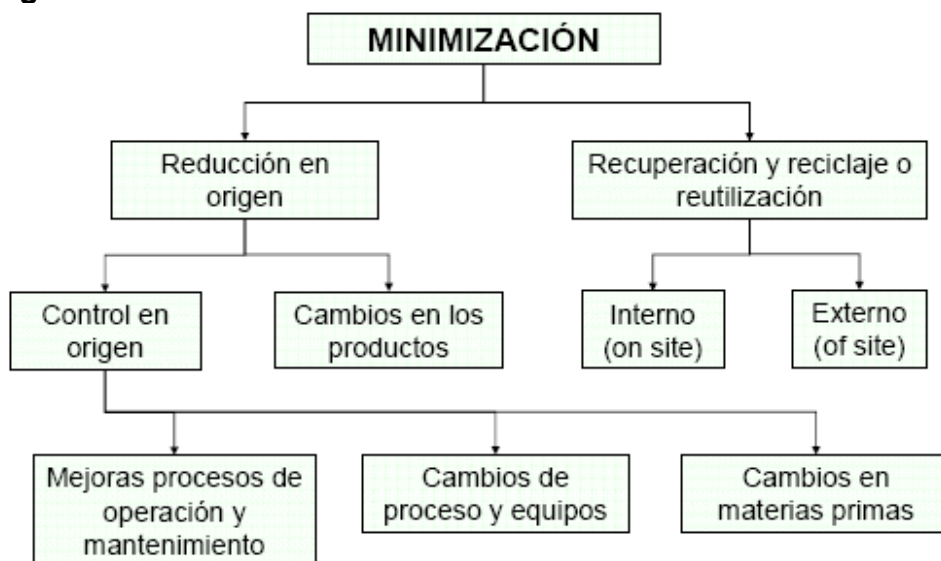 MINIMIZACIÓN
Reducción en
origen
Recuperación y reciclaje o
reutilización
Control en
origen
Cambios en los
productos
Interno
(on site)
Externo
(of site)
Mejoras procesos de
operación y
mantenimiento
Cambios de
proceso y equipos
Cambios en
materias primas